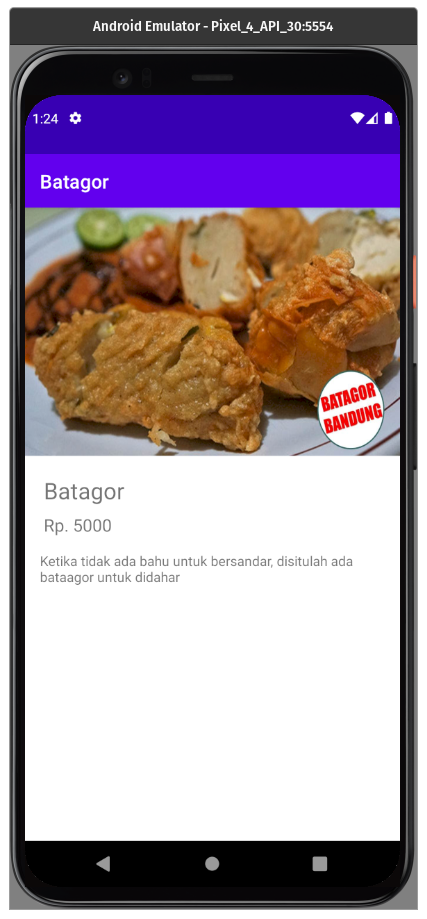 Android Emulator - Pixel_4_API_30:5554
1:24
Batagor
BATAGOR
BANDUNG
Batagor
Rp. 5000
Ketika tidak ada bahu untuk bersandar, disitulah ada
bataagor untuk didahar